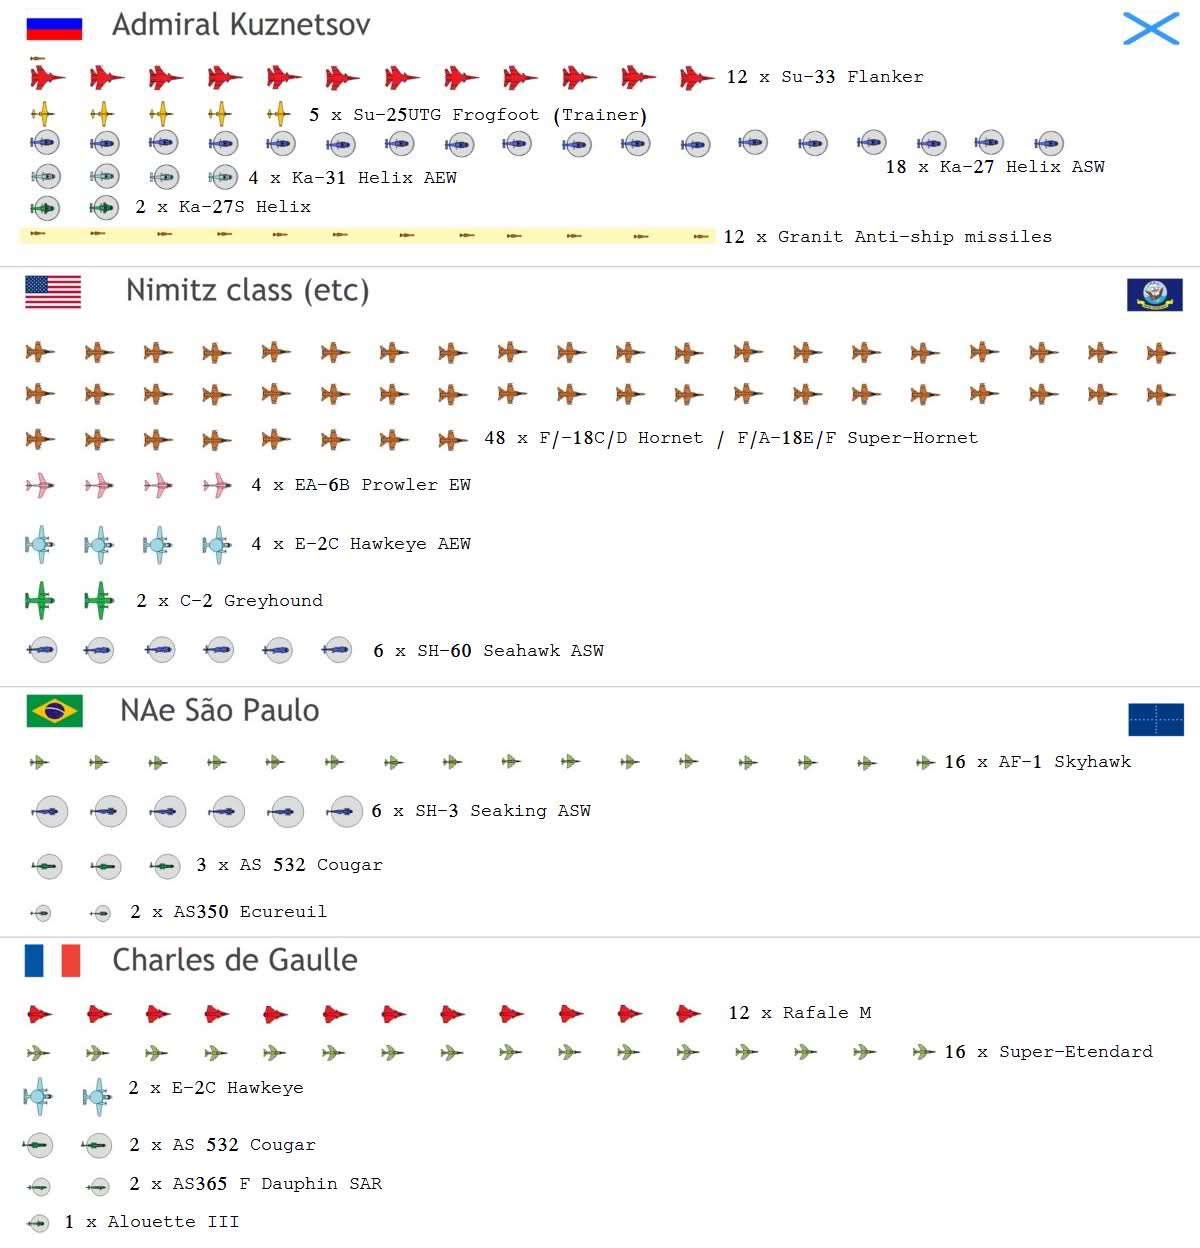 Admiral Kuznetsov
12 x Su-33 Flanker
5 x Su-25UTG Frogfoot (Trainer)
18 x Ka-27 Helix ASW
4 x Ka-31 Helix AEW
2 x Ka-27S Helix
12 x Granit Anti-ship missiles
Nimitz class (etc)
48 x F/-18C/D Hornet / F/A-18E/F Super-Hornet
4 x EA-6B Prowler EW
4 x E-2C Hawkeye AEW
2 x C-2 Greyhound
6 x SH-60 Seahawk ASW
NAe São Paulo
16 x AF-1 Skyhawk
6 x SH-3 Seaking ASW
3 x AS 532 Cougar
2 x AS350 Ecureuil
Charles de Gaulle
12 x Rafale M
16 x Super-Etendard
2 x E-2C Hawkeye
2 x AS 532 Cougar
2 x AS365 F Dauphin SAR
1 x Alouette III